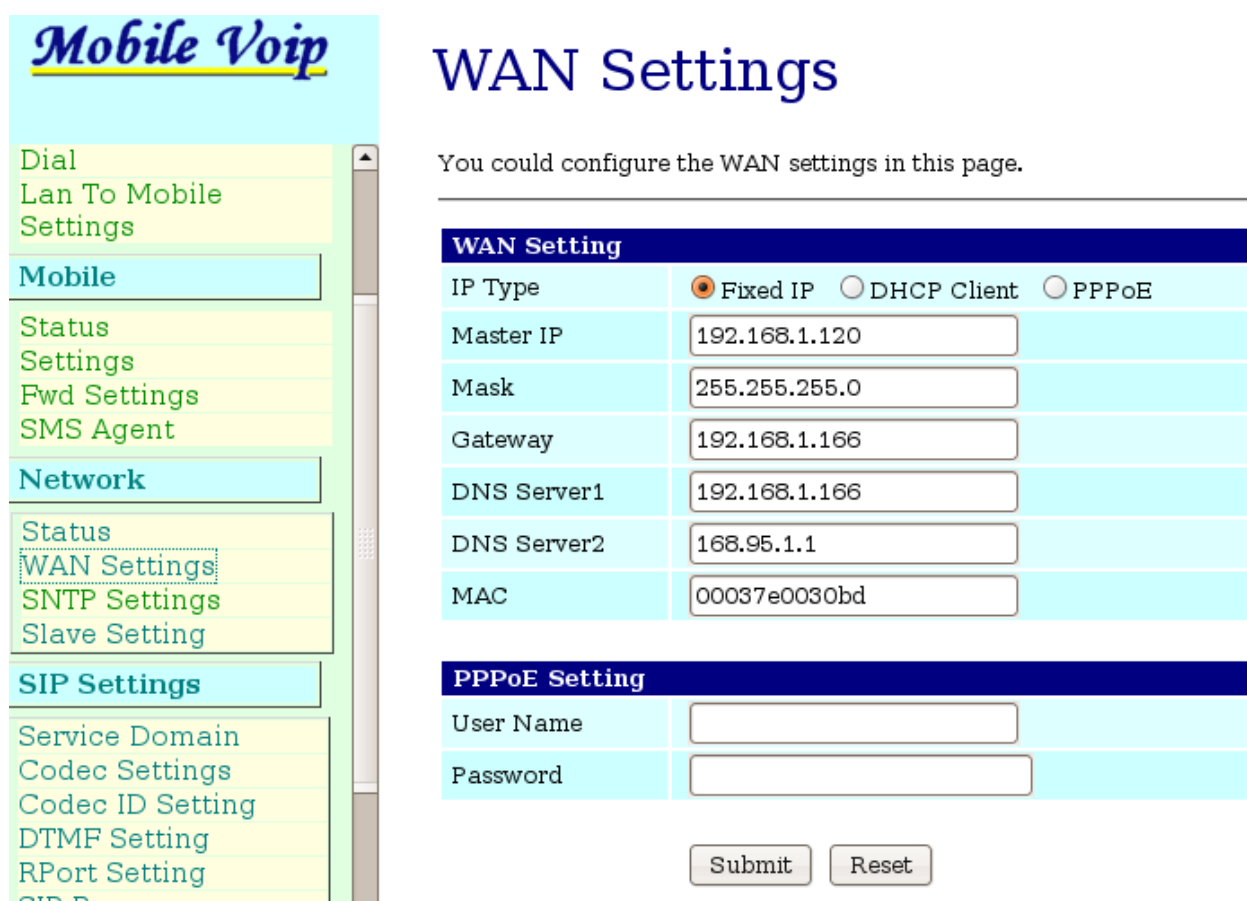 Mobile Voip
Dial
Lan To Mobile
Settings
Mobile
Status
Settings
Fwd Settings
SMS Agent
Network
Status
WAN Settings
SNTP Settings
Slave Setting
SIP Settings
Service Domain
Codec Settings
Codec ID Setting
DTMF Setting
RPort Setting
WAN Settings
You could configure the WAN settings in this page.
WAN Setting
IP Type Fixed IP DHCP Client PPPoE
Master IP 192.168.1.120
Mask 255.255.255.0
Gateway 192.168.1.166
DNS Server1 192.168.1.166
DNS Server2 168.95.1.1
MAC 00037e0030bd
PPPoE Setting
User Name
Password
Submit Reset